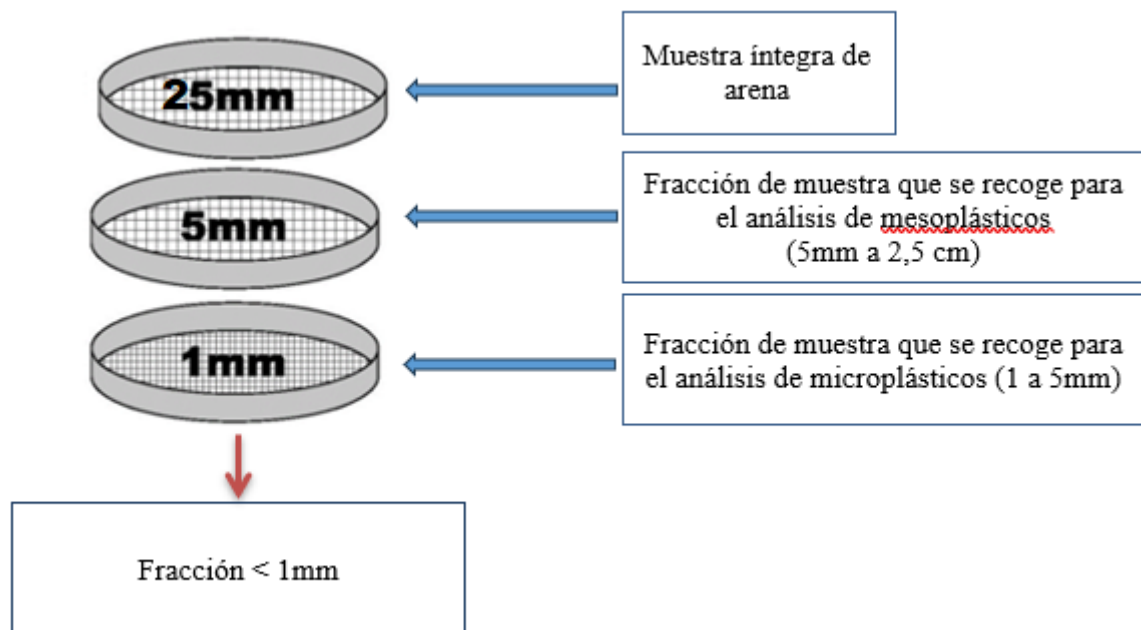 25mm
Muestra íntegra de
arena
5mm
Fracción de muestra que se recoge para
el análisis de mesoplásticos
(5mm a 2,5 cm)
1mm
Fracción de muestra que se recoge para
el análisis de microplásticos (1 a 5mm)
Fracción < 1mm